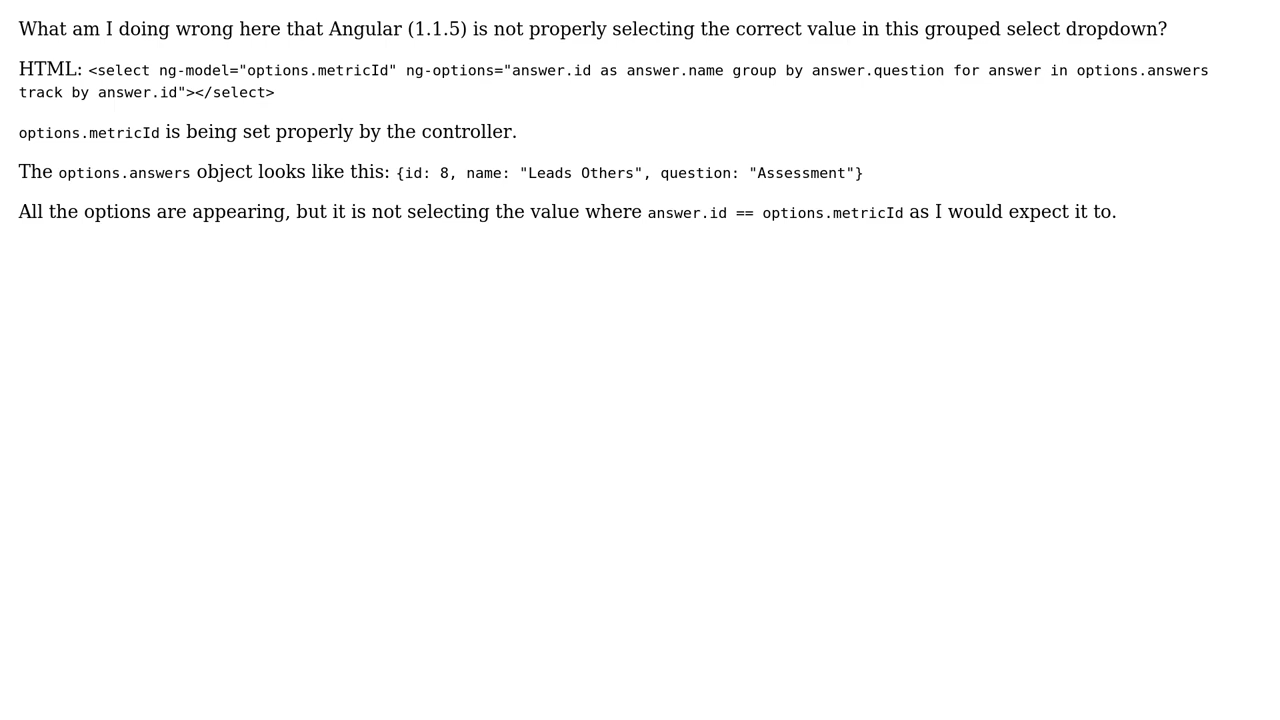 What am I doing wrong here that Angular (1.1.5) is not properly selecting the correct value in this grouped select dropdown?
HTML: <select ng-model="options.metricId" ng-options="answer.id as answer.name group by answer.question for answer in options.answers
track by answer.id"></select>
options.metricId is being set properly by the controller.
The options.answers object looks like this: {id: 8, name: "Leads Others", question: "Assessment"}
All the options are appearing, but it is not selecting the value where answer.id == options.metricId as I would expect it to.